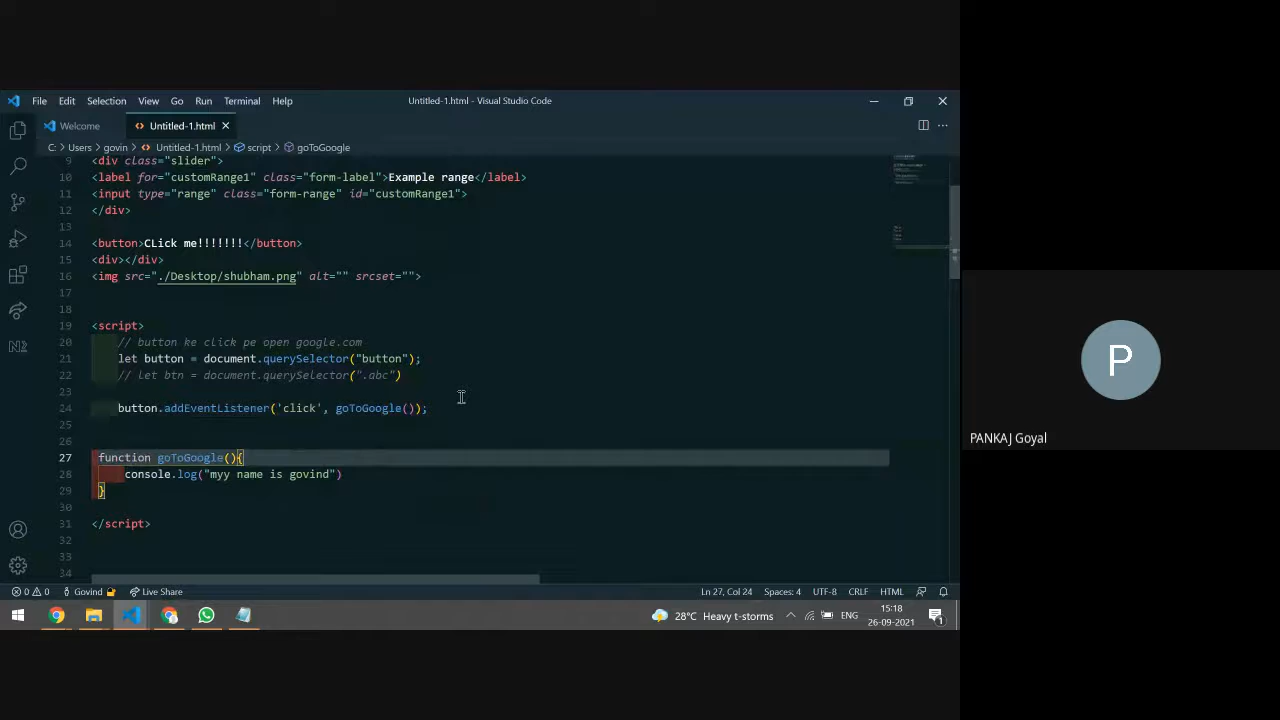 File Edit Selection View Go Run Terminal Help
Untitled-1.html - Visual Studio Code
Welcome
Untitled-1.html
C: > Users > govin > Untitled-1.html > script > goToGoogle
9 <div class="slider">
10 <label for="customRange1" class="form-label">Example range</label>
11 <input type="range" class="form-range" id="customRange1">
12 </div>
13
14 <button>CLick me!!!!!!!</button>
15 <div></div>
16 <img src="./Desktop/shubham.png" alt="" srcset="">
17
18
19 <script>
20 // button ke click pe open google.com
21 let button = document.querySelector("button");
22 // let btn = document.querySelector(".abc")
23
24 button.addEventListener('click', goToGoogle());
25
26
27 function goToGoogle(){
28 console.log("myy name is govind")
29 }
30
31 </script>
32
33
34
P
PANKAJ Goyal
0 0 Govind Live Share
Ln 27, Col 24 Spaces: 4 UTF-8 CRLF HTML
28°C Heavy t-storms
ENG
15:18
26-09-2021
1